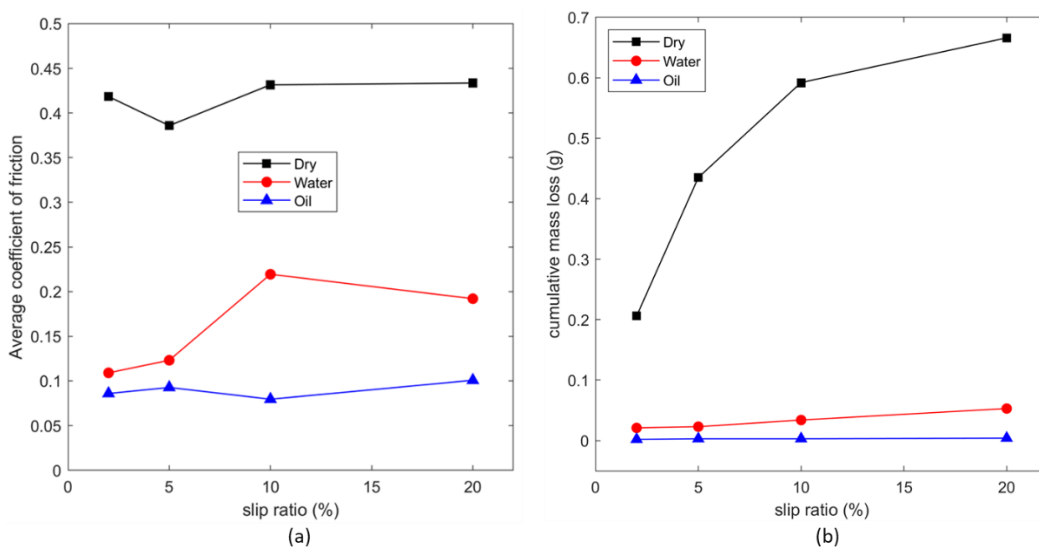 0.5
0.45
0.4
0.35
0.3
0.25
0.2
0.15
0.1
0.05
0
Average coefficient of friction
Dry
Water
Oil
0 5 10 15 20
slip ratio (%)
(a)
0.7
0.6
0.5
0.4
0.3
0.2
0.1
0
cumulative mass loss (g)
Dry
Water
Oil
0 5 10 15 20
slip ratio (%)
(b)